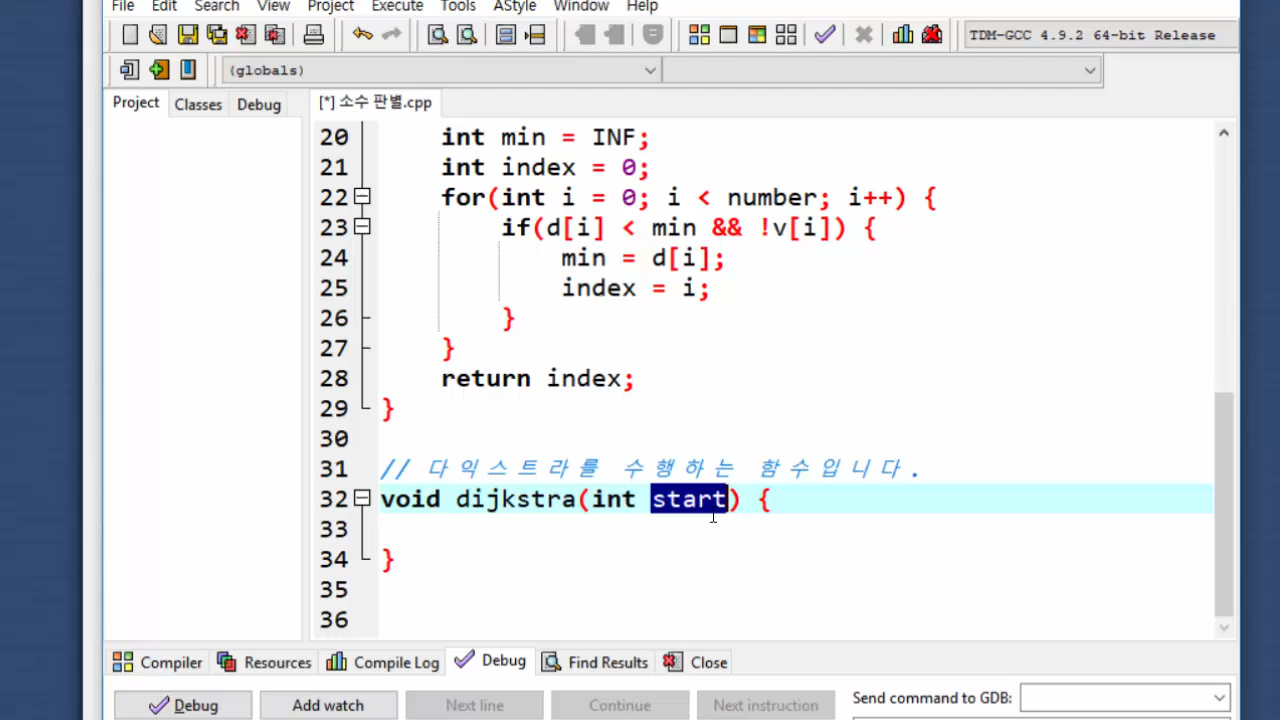 File Edit Search View Project Execute Tools AStyle Window Help
TDM-GCC 4.9.2 64-bit Release
(globals)
Project Classes Debug [*] 소수 판별.cpp
20 int min = INF;
21 int index = 0;
22 for(int i = 0; i < number; i++) {
23 if(d[i] < min && !v[i]) {
24 min = d[i];
25 index = i;
26 }
27 }
28 return index;
29 }
30
31 // 다익스트라를 수행하는 함수입니다.
32 void dijkstra(int start) {
33
34 }
35
36
Compiler Resources Compile Log Debug Find Results Close
Debug Add watch Next line Continue Next instruction Send command to GDB: